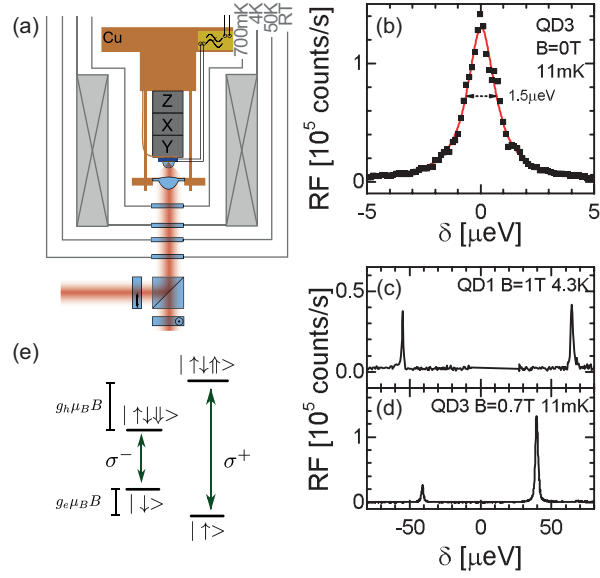 (a)
Cu
700mK
4K
50K
RT
Z
X
Y
(b)
QD3
B=0T
11mK
1.5μeV
RF [10⁵ counts/s]
1
0
-5 0 5
δ [μeV]
(c)
QD1 B=1T 4.3K
0.5
0.0
(d)
QD3 B=0.7T 11mK
RF [10⁵ counts/s]
1
0
-50 0 50
δ [μeV]
(e)
|↑↓⇑>
g_hμ_BB
|↑↓⇓>
σ⁻
σ⁺
g_eμ_BB
|↓>
|↑>